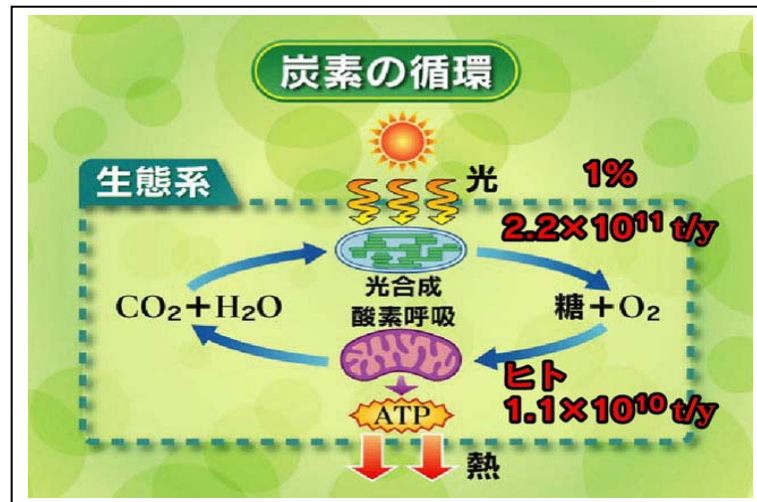 炭素の循環
生態系
光
1%
2.2×10¹¹ t/y
CO₂+H₂O
光合成
酸素呼吸
糖+O₂
ヒト
1.1×10¹⁰ t/y
ATP
熱